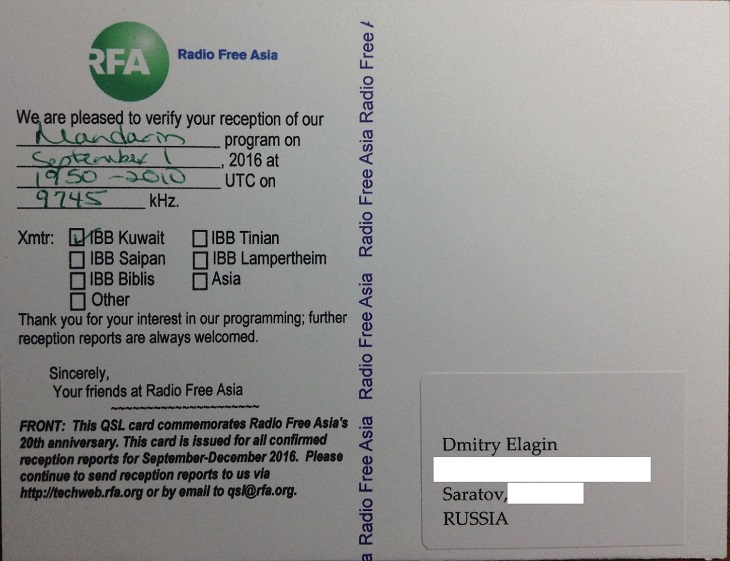 RFA
Radio Free Asia
We are pleased to verify your reception of our
Mandarin program on
September 1, 2016 at
1950-2010 UTC on
9745 kHz.
Xmtr: IBB Kuwait IBB Tinian
IBB Saipan IBB Lampertheim
IBB Biblis Asia
Other
Thank you for your interest in our programming; further
reception reports are always welcomed.
Sincerely,
Your friends at Radio Free Asia
~~~~~~~~~~~~~~~~~~~~~
FRONT: This QSL card commemorates Radio Free Asia's
20th anniversary. This card is issued for all confirmed
reception reports for September-December 2016. Please
continue to send reception reports to us via
http://techweb.rfa.org or by email to qsl@rfa.org.
a Radio Free Asia Radio Free Asia Radio Free Asia Radio Free A
Dmitry Elagin
Saratov,
RUSSIA